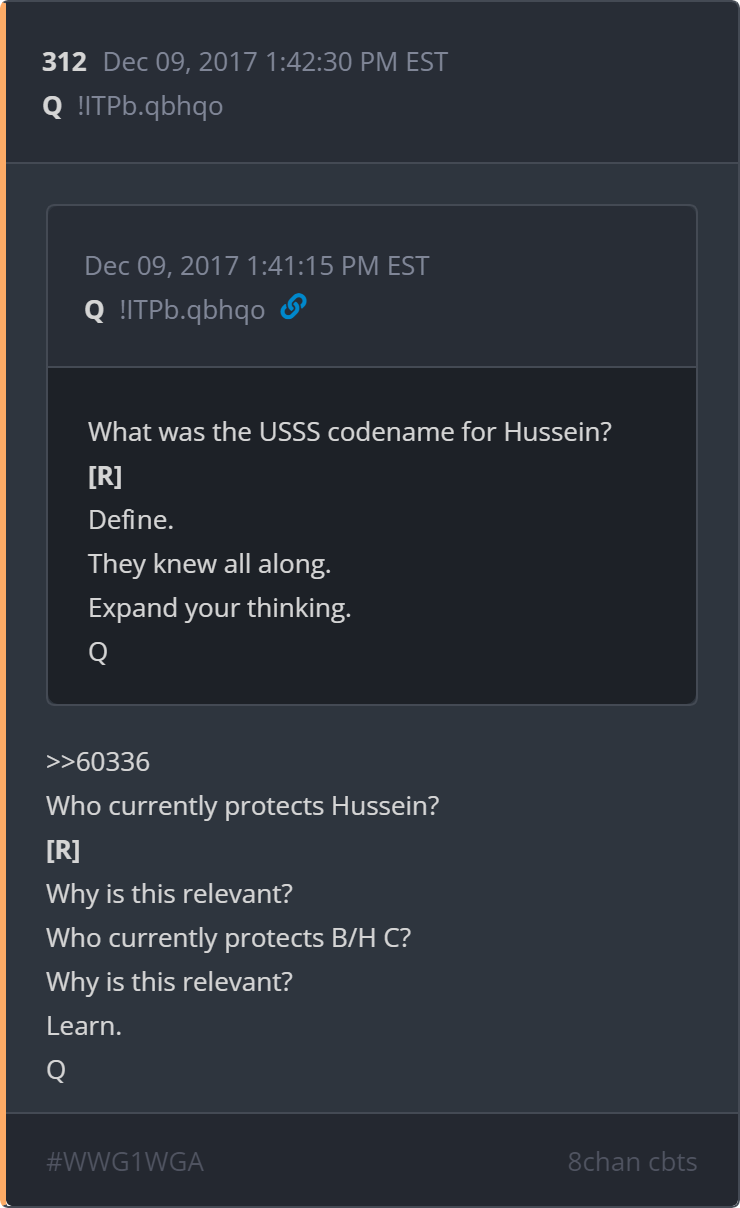 312 Dec 09, 2017 1:42:30 PM EST
Q !ITPb.qbhqo
Dec 09, 2017 1:41:15 PM EST
Q !ITPb.qbhqo
What was the USSS codename for Hussein?
[R]
Define.
They knew all along.
Expand your thinking.
Q
>>60336
Who currently protects Hussein?
[R]
Why is this relevant?
Who currently protects B/H C?
Why is this relevant?
Learn.
Q
#WWG1WGA 8chan cbts